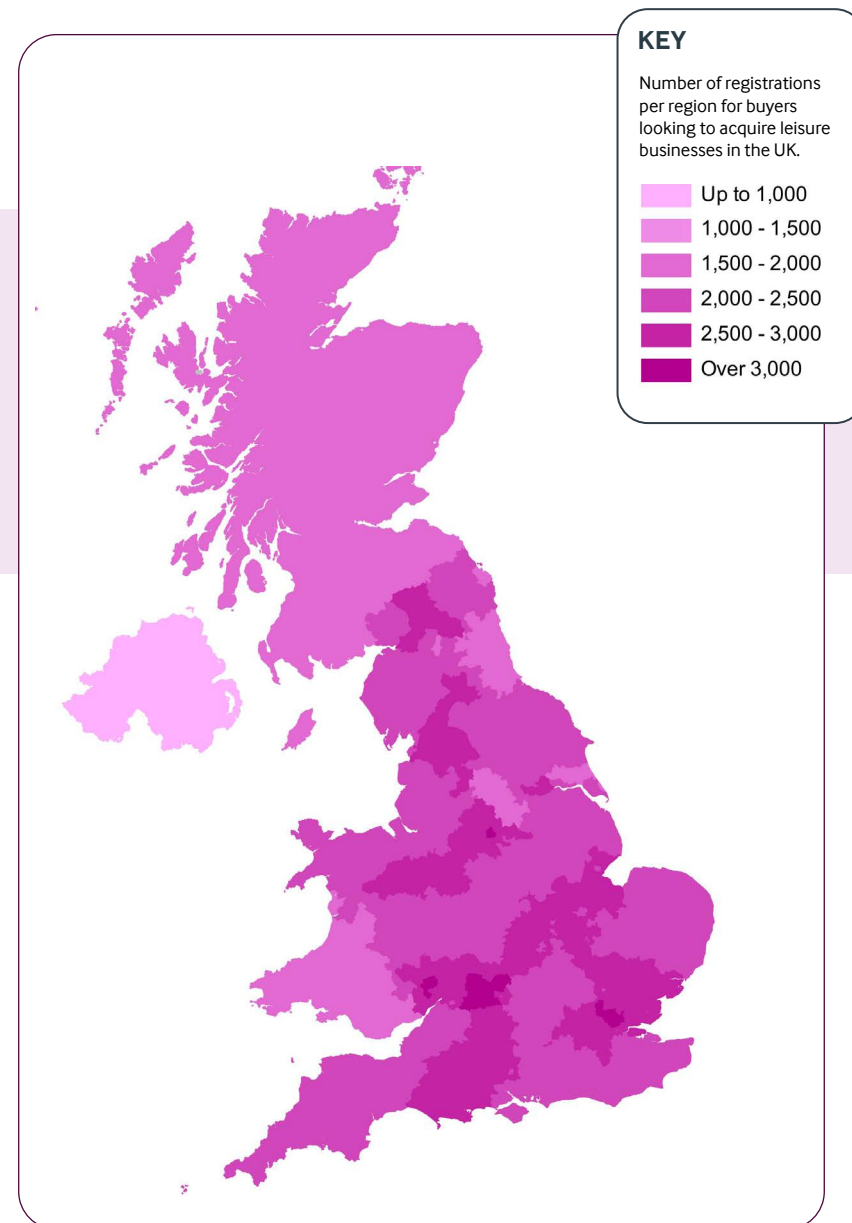 KEY
Number of registrations
per region for buyers
looking to acquire leisure
businesses in the UK.
Up to 1,000
1,000 - 1,500
1,500 - 2,000
2,000 - 2,500
2,500 - 3,000
Over 3,000